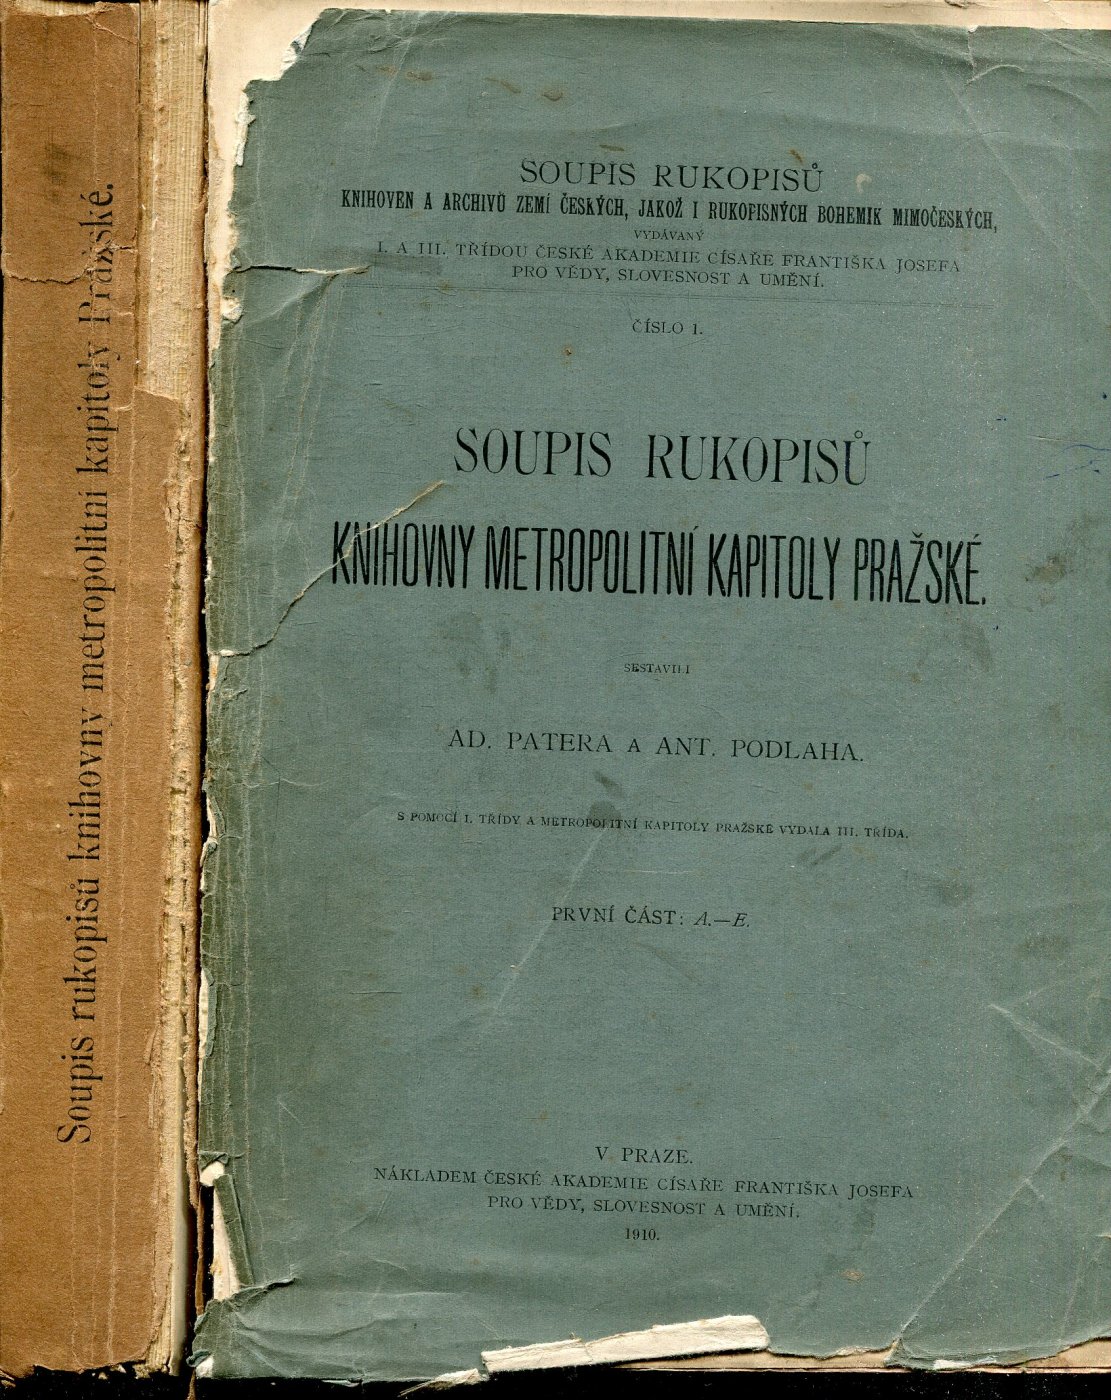 Soupis rukopisů knihovny metropolitní kapitoly Pražské.
SOUPIS RUKOPISŮ
KNIHOVEN A ARCHIVŮ ZEMÍ ČESKÝCH, JAKOŽ I RUKOPISNÝCH BOHEMIK MIMOČESKÝCH,
VYDÁVANÝ
I. A III. TŘÍDOU ČESKÉ AKADEMIE CÍSAŘE FRANTIŠKA JOSEFA
PRO VĚDY, SLOVESNOST A UMĚNÍ.
ČÍSLO 1.
SOUPIS RUKOPISŮ
KNIHOVNY METROPOLITNÍ KAPITOLY PRAŽSKÉ.
SESTAVILI
AD. PATERA A ANT. PODLAHA.
S POMOCÍ I. TŘÍDY A METROPOLITNÍ KAPITOLY PRAŽSKÉ VYDALA III. TŘÍDA.
PRVNÍ ČÁST: A.—E.
V PRAZE.
NÁKLADEM ČESKÉ AKADEMIE CÍSAŘE FRANTIŠKA JOSEFA
PRO VĚDY, SLOVESNOST A UMĚNÍ.
1910.